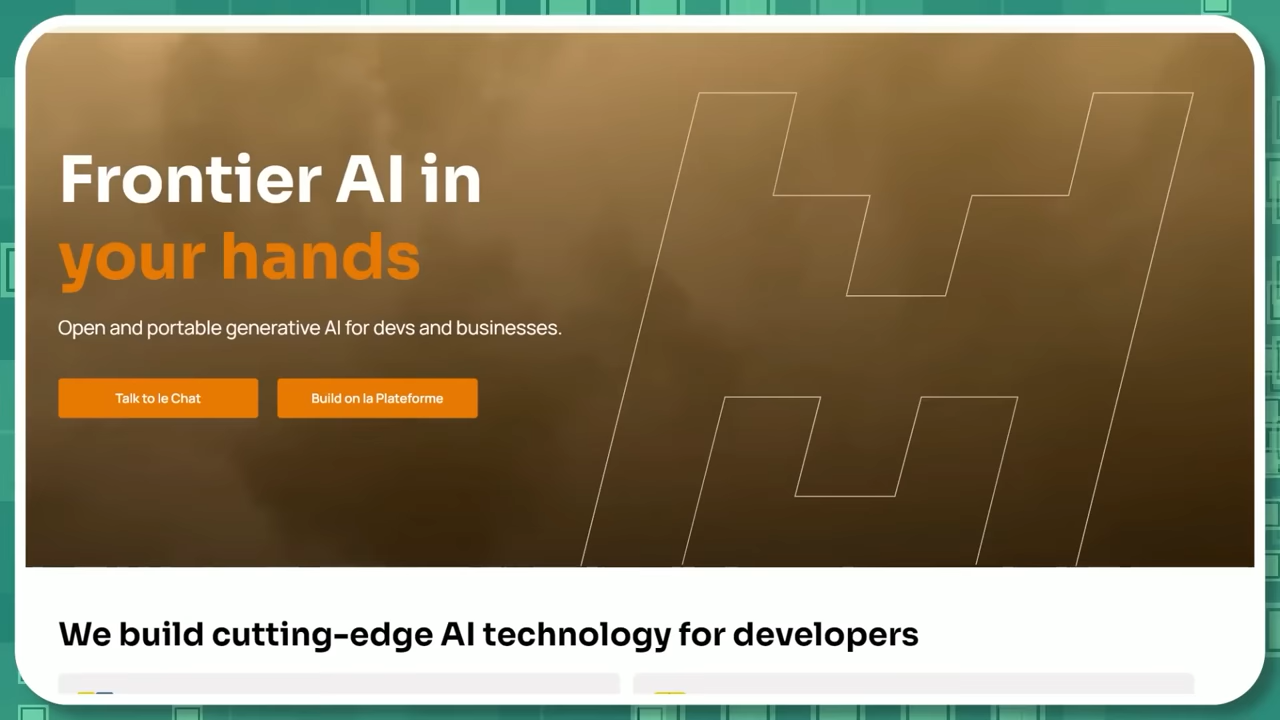 Frontier AI in
your hands
Open and portable generative AI for devs and businesses.
Talk to le Chat
Build on la Plateforme
We build cutting-edge AI technology for developers